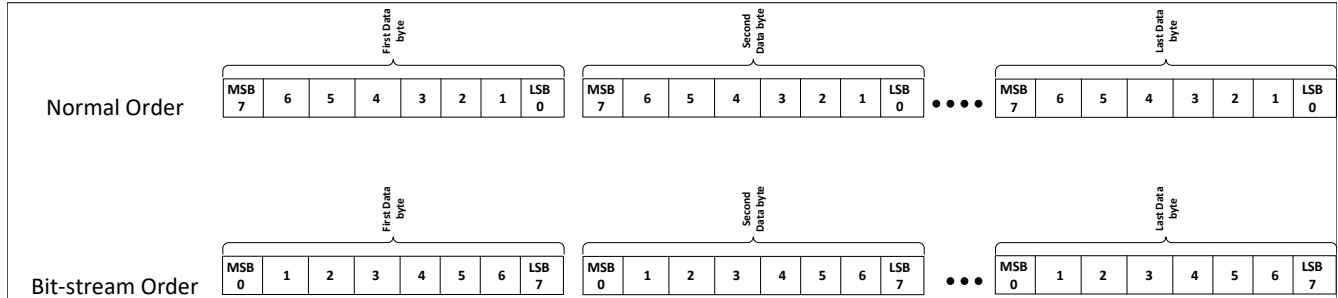 First Data
byte
Second
Data byte
Last Data
byte
Normal Order
MSB 6 5 4 3 2 1 LSB MSB 6 5 4 3 2 1 LSB MSB 6 5 4 3 2 1 LSB
7 0 7 0 7 0
First Data
byte
Second
Data byte
Last Data
byte
Bit-stream Order
MSB 1 2 3 4 5 6 LSB MSB 1 2 3 4 5 6 LSB MSB 1 2 3 4 5 6 LSB
0 7 0 7 0 7